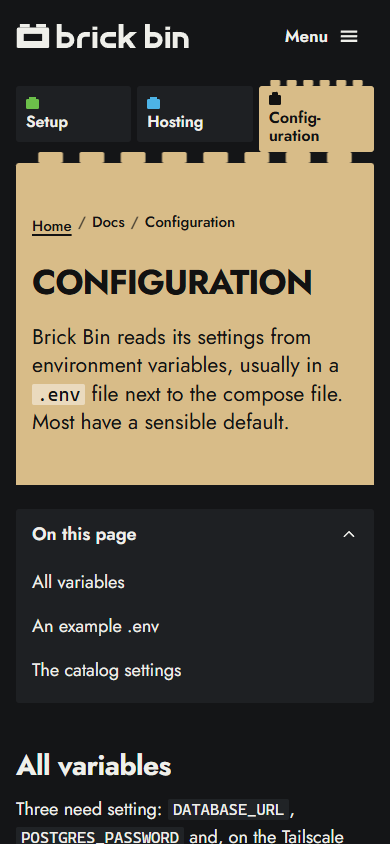 brick bin
Menu
Setup
Hosting
Config-
uration
Home / Docs / Configuration
CONFIGURATION
Brick Bin reads its settings from
environment variables, usually in a
.env file next to the compose file.
Most have a sensible default.
On this page
All variables
An example .env
The catalog settings
All variables
Three need setting: DATABASE_URL,
POSTGRES_PASSWORD and, on the Tailscale